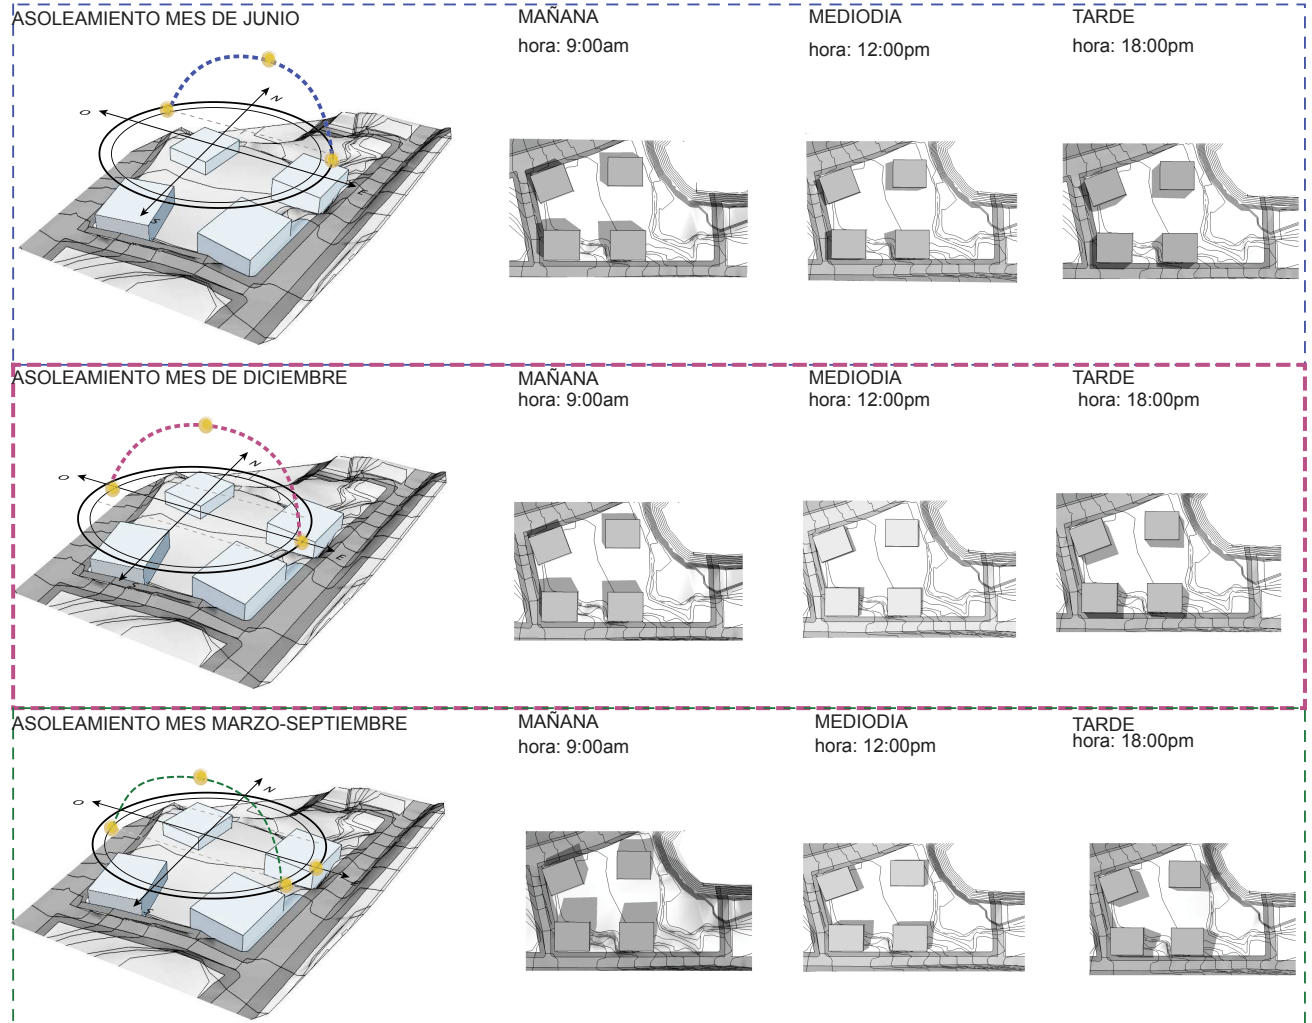 ASOLEAMIENTO MES DE JUNIO
MAÑANA
hora: 9:00am
MEDIODIA
hora: 12:00pm
TARDE
hora: 18:00pm
N
O
E
S
ASOLEAMIENTO MES DE DICIEMBRE
MAÑANA
hora: 9:00am
MEDIODIA
hora: 12:00pm
TARDE
hora: 18:00pm
N
O
E
S
ASOLEAMIENTO MES MARZO-SEPTIEMBRE
MAÑANA
hora: 9:00am
MEDIODIA
hora: 12:00pm
TARDE
hora: 18:00pm
N
O
S